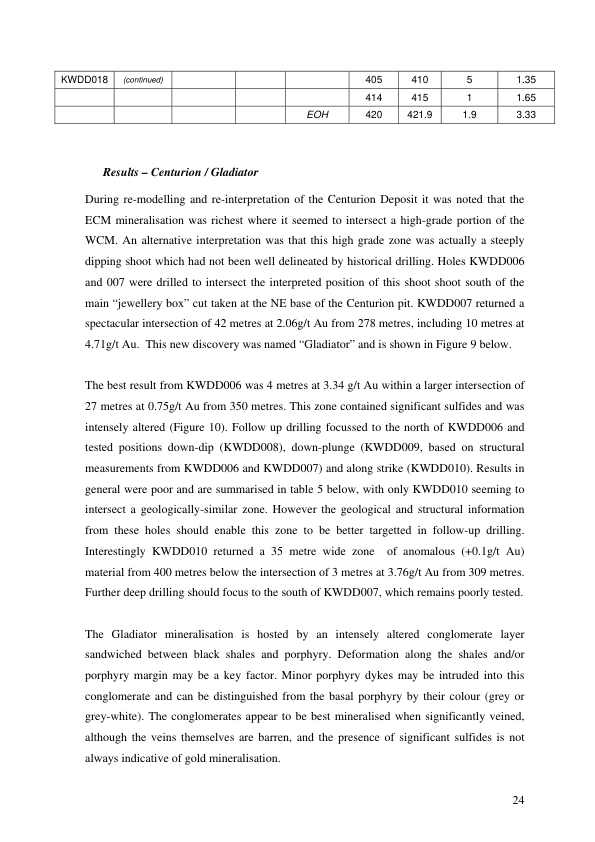 KWDD018 (continued) 405 410 5 1.35
414 415 1 1.65
EOH 420 421.9 1.9 3.33
Results – Centurion / Gladiator
During re-modelling and re-interpretation of the Centurion Deposit it was noted that the
ECM mineralisation was richest where it seemed to intersect a high-grade portion of the
WCM. An alternative interpretation was that this high grade zone was actually a steeply
dipping shoot which had not been well delineated by historical drilling. Holes KWDD006
and 007 were drilled to intersect the interpreted position of this shoot shoot south of the
main “jewellery box” cut taken at the NE base of the Centurion pit. KWDD007 returned a
spectacular intersection of 42 metres at 2.06g/t Au from 278 metres, including 10 metres at
4.71g/t Au.  This new discovery was named “Gladiator” and is shown in Figure 9 below.
The best result from KWDD006 was 4 metres at 3.34 g/t Au within a larger intersection of
27 metres at 0.75g/t Au from 350 metres. This zone contained significant sulfides and was
intensely altered (Figure 10). Follow up drilling focussed to the north of KWDD006 and
tested positions down-dip (KWDD008), down-plunge (KWDD009, based on structural
measurements from KWDD006 and KWDD007) and along strike (KWDD010). Results in
general were poor and are summarised in table 5 below, with only KWDD010 seeming to
intersect a geologically-similar zone. However the geological and structural information
from these holes should enable this zone to be better targetted in follow-up drilling.
Interestingly KWDD010 returned a 35 metre wide zone  of anomalous (+0.1g/t Au)
material from 400 metres below the intersection of 3 metres at 3.76g/t Au from 309 metres.
Further deep drilling should focus to the south of KWDD007, which remains poorly tested.
The Gladiator mineralisation is hosted by an intensely altered conglomerate layer
sandwiched between black shales and porphyry. Deformation along the shales and/or
porphyry margin may be a key factor. Minor porphyry dykes may be intruded into this
conglomerate and can be distinguished from the basal porphyry by their colour (grey or
grey-white). The conglomerates appear to be best mineralised when significantly veined,
although the veins themselves are barren, and the presence of significant sulfides is not
always indicative of gold mineralisation.
24